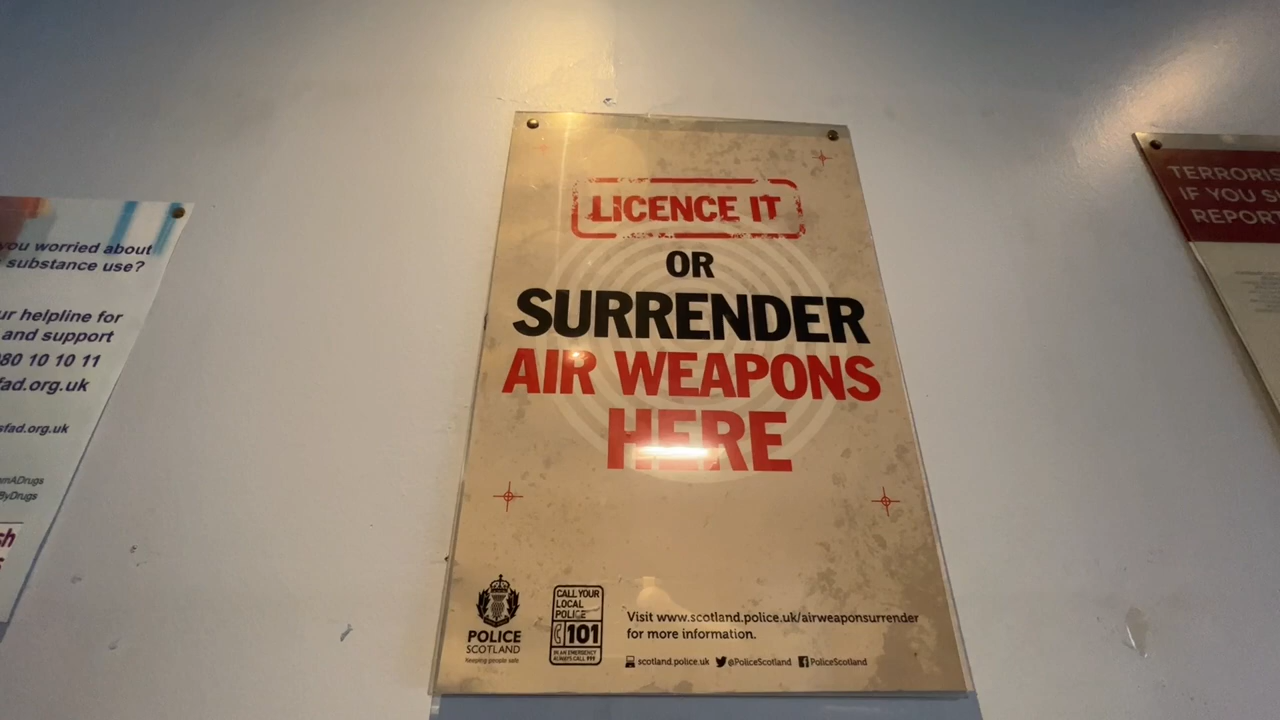 you worried about
substance use?
helpline for
and support
80 10 10 11
fad.org.uk
sfad.org.uk
LICENCE IT
OR
SURRENDER
AIR WEAPONS
HERE
POLICE
SCOTLAND
Keeping people safe
CALL YOUR
LOCAL
POLICE
101
IN AN EMERGENCY
ALWAYS CALL 999
Visit www.scotland.police.uk/airweaponsurrender
for more information.
scotland.police.uk @PoliceScotland PoliceScotland
IF YOU
REPORT